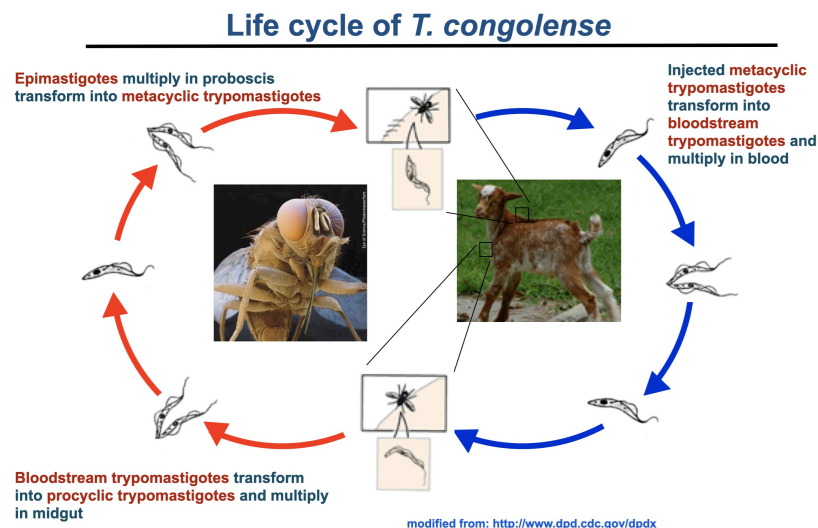 Life cycle of T. congolense
Epimastigotes multiply in proboscis
transform into metacyclic trypomastigotes
Injected metacyclic
trypomastigotes
transform into
bloodstream
trypomastigotes and
multiply in blood
Bloodstream trypomastigotes transform
into procyclic trypomastigotes and multiply
in midgut
modified from: http://www.dpd.cdc.gov/dpdx